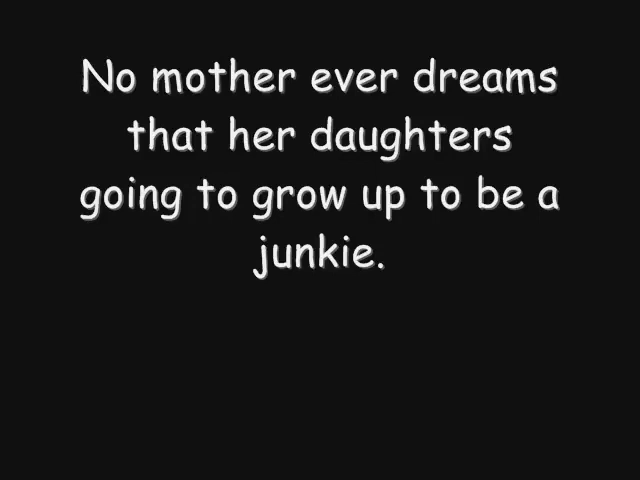 No mother ever dreams
that her daughters
going to grow up to be a
junkie.